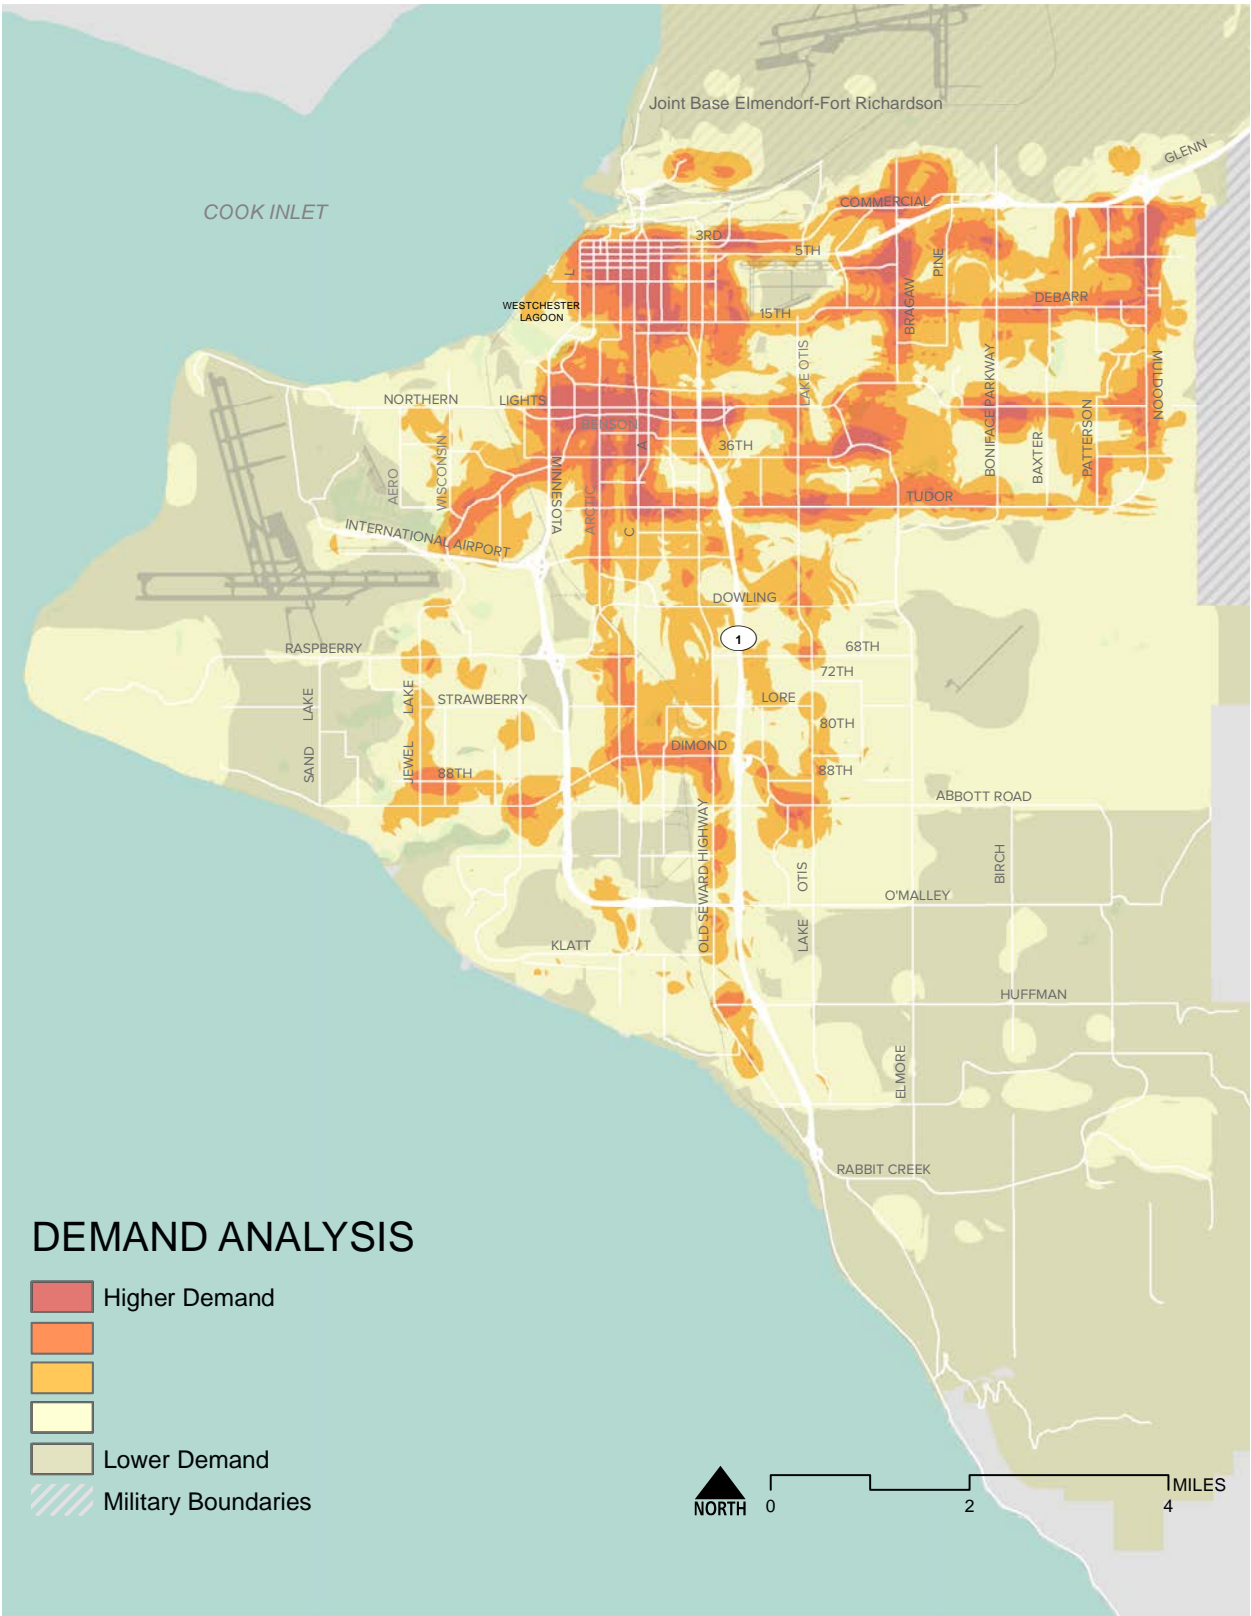 Joint Base Elmendorf-Fort Richardson
GLENN
COOK INLET
COMMERCIAL
3RD
5TH
L
PINE
BRAGAW
DEBARR
WESTCHESTER
LAGOON
15TH
LAKE OTIS
BONIFACE PARKWAY
MULDOON
NORTHERN
LIGHTS
BENSON
A
36TH
PATTERSON
BAXTER
WISCONSIN
AERO
MINNESOTA
ARCTIC
TUDOR
C
INTERNATIONAL AIRPORT
DOWLING
1
RASPBERRY
68TH
72TH
SAND LAKE
JEWEL LAKE
STRAWBERRY
LORE
80TH
DIMOND
88TH
88TH
ABBOTT ROAD
OLD SEWARD HIGHWAY
BIRCH
LAKE OTIS
O'MALLEY
KLATT
HUFFMAN
ELMORE
RABBIT CREEK
DEMAND ANALYSIS
Higher Demand
Lower Demand
Military Boundaries
NORTH
0
2
4
MILES